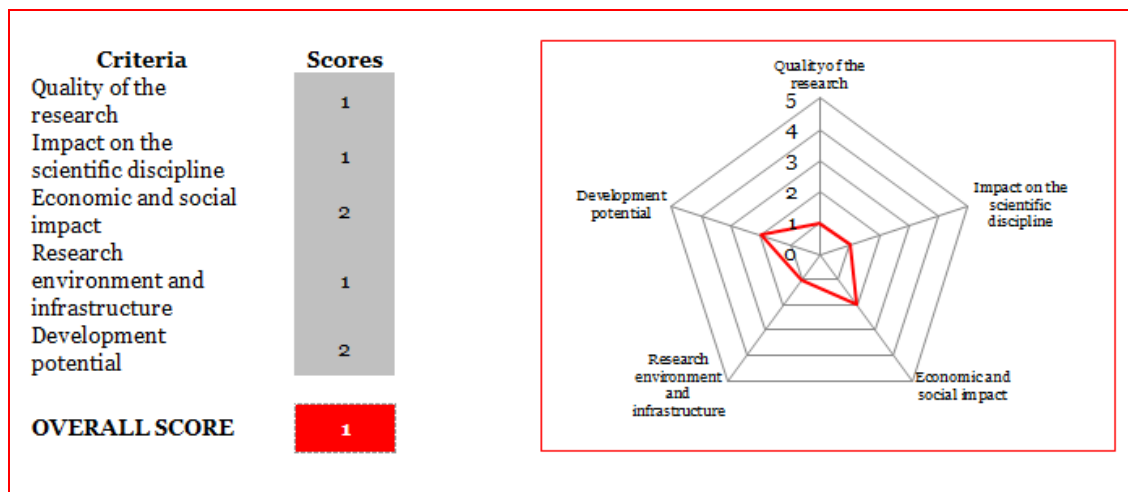 Criteria Scores
Quality of the
research 1
Impact on the
scientific discipline 1
Economic and social
impact 2
Research
environment and 1
infrastructure
Development
potential 2
OVERALL SCORE 1
Quality of the
research
5
4
3
2
1
0
Impact on the
scientific
discipline
Economic and
social impact
Research
environment
and
infrastructure
Development
potential